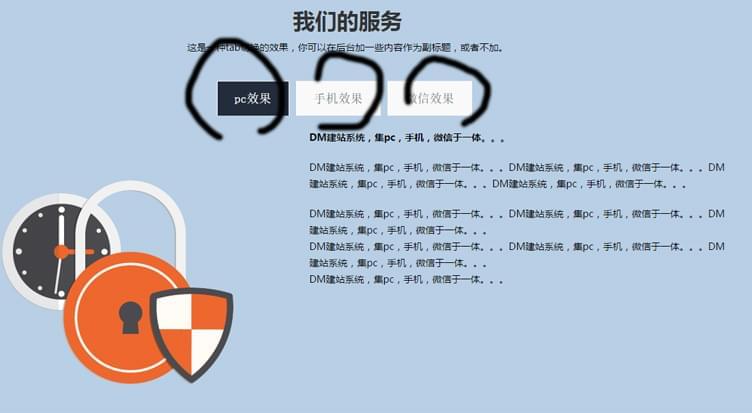 我们的服务
这是一种tab切换的效果，你可以在后台加一些内容作为副标题，或者不加。
pc效果 手机效果 微信效果
DM建站系统，集pc，手机，微信于一体。。。
DM建站系统，集pc，手机，微信于一体。。。DM建站系统，集pc，手机，微信于一体。。。DM
建站系统，集pc，手机，微信于一体。。。DM建站系统，集pc，手机，微信于一体。。。
DM建站系统，集pc，手机，微信于一体。。。DM建站系统，集pc，手机，微信于一体。。。DM
建站系统，集pc，手机，微信于一体。。。
DM建站系统，集pc，手机，微信于一体。。。DM建站系统，集pc，手机，微信于一体。。。DM
建站系统，集pc，手机，微信于一体。。。
DM建站系统，集pc，手机，微信于一体。。。